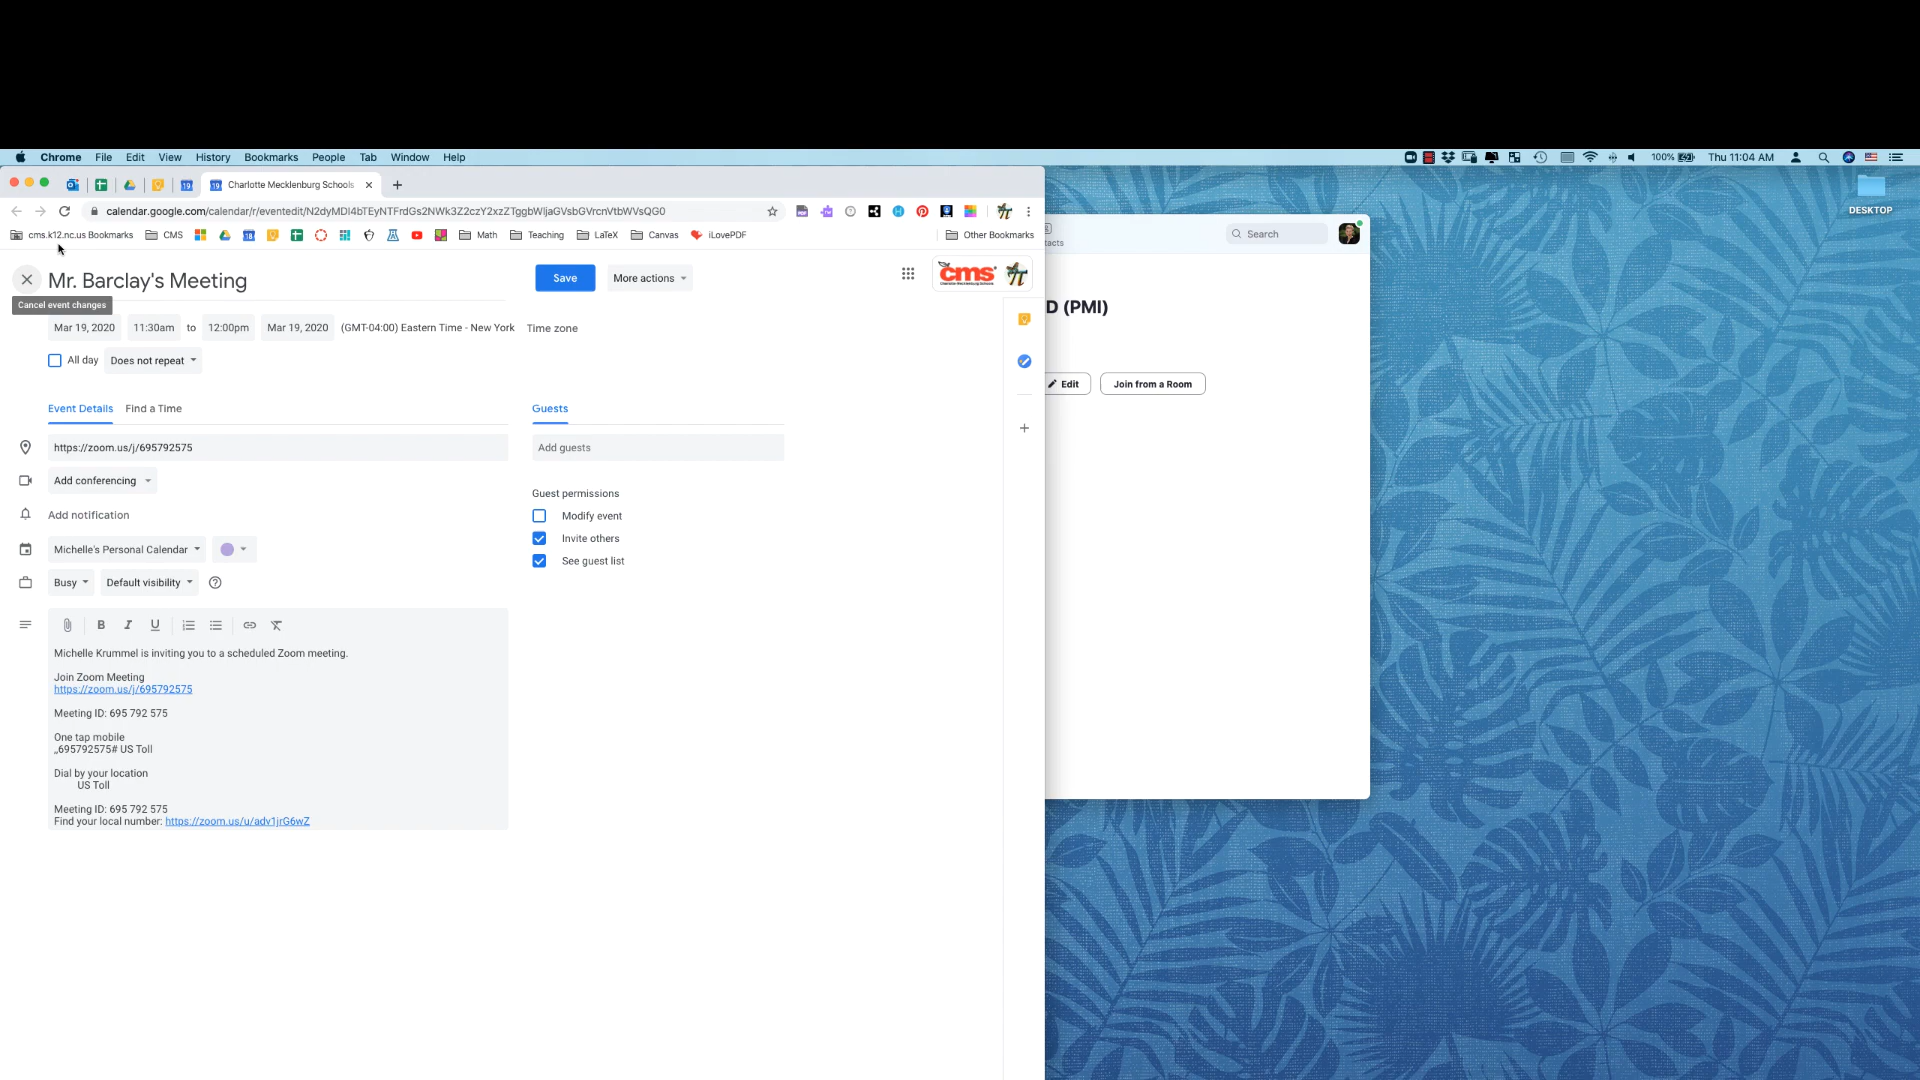 Chrome File Edit View History Bookmarks People Tab Window Help
100% Thu 11:04 AM
Charlotte Mecklenburg Schools
calendar.google.com/calendar/r/eventedit/N2dyMDI4bTEyNTFrdGs2NWk3Z2czY2xzZTggbWljaGVsbGVrcnVtbWVsQG0
cms.k12.nc.us Bookmarks CMS Math Teaching LaTeX Canvas iLovePDF Other Bookmarks
DESKTOP
Search
tacts
Mr. Barclay's Meeting
Save More actions
cms
Charlotte Mecklenburg Schools
Cancel event changes
D (PMI)
Mar 19, 2020 11:30am to 12:00pm Mar 19, 2020 (GMT-04:00) Eastern Time - New York Time zone
All day Does not repeat
Edit Join from a Room
Event Details Find a Time Guests
https://zoom.us/j/695792575 Add guests
Add conferencing
Guest permissions
Add notification Modify event
Invite others
Michelle's Personal Calendar See guest list
Busy Default visibility
Michelle Krummel is inviting you to a scheduled Zoom meeting.
Join Zoom Meeting
https://zoom.us/j/695792575
Meeting ID: 695 792 575
One tap mobile
,,695792575# US Toll
Dial by your location
US Toll
Meeting ID: 695 792 575
Find your local number: https://zoom.us/u/adv1jrG6wZ